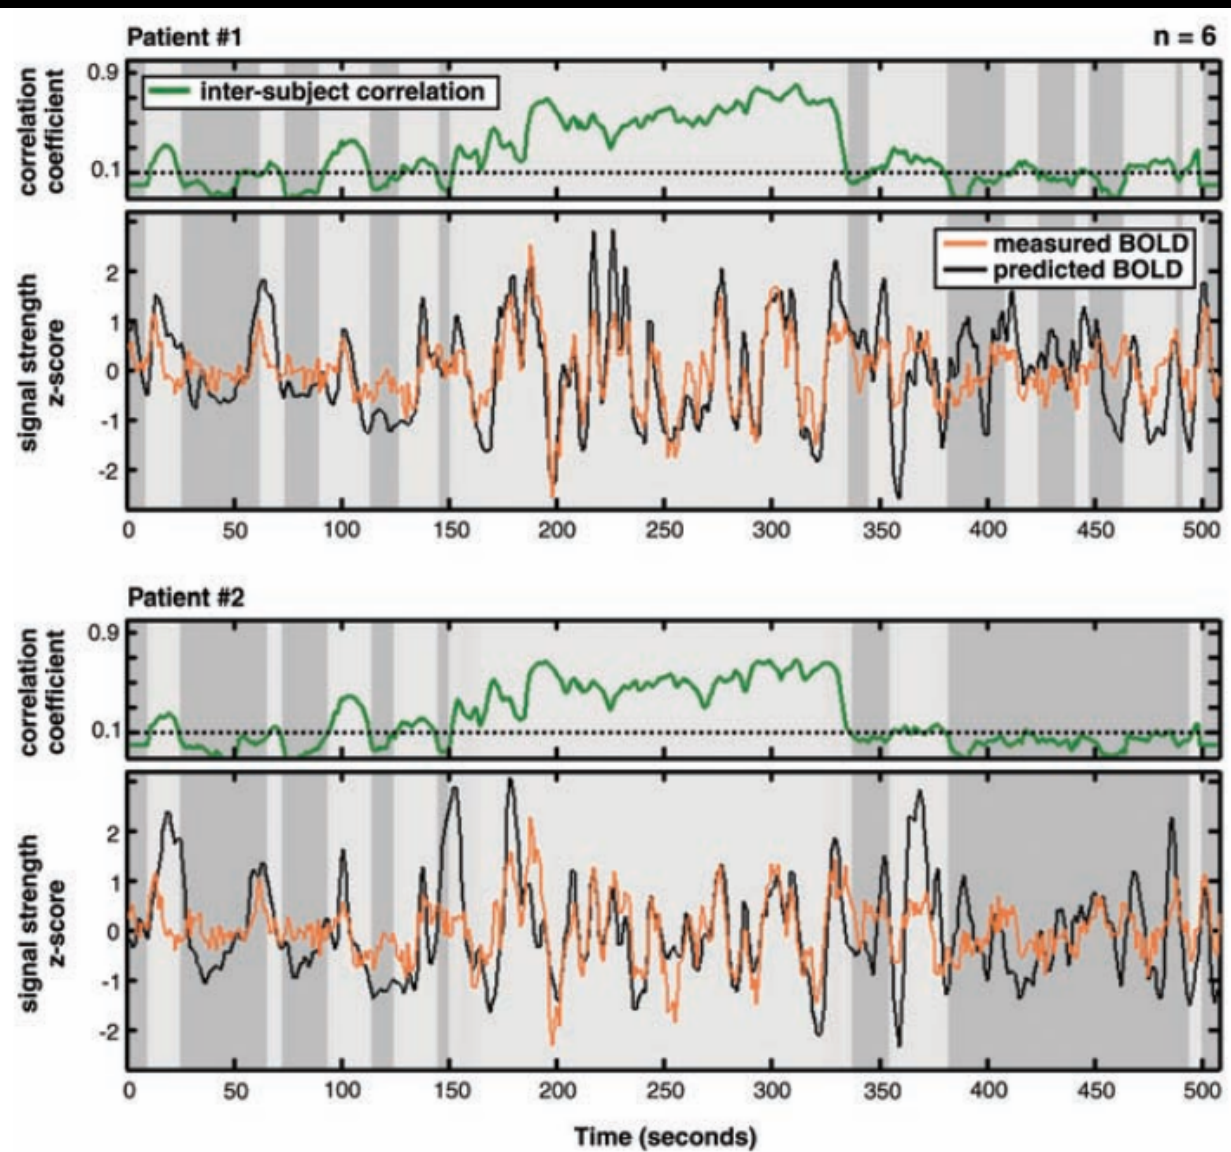 Patient #1
n = 6
correlation
coefficient
0.9
0.1
inter-subject correlation
signal strength
z-score
2
1
0
-1
-2
measured BOLD
predicted BOLD
0 50 100 150 200 250 300 350 400 450 500
Patient #2
correlation
coefficient
0.9
0.1
signal strength
z-score
2
1
0
-1
-2
0 50 100 150 200 250 300 350 400 450 500
Time (seconds)